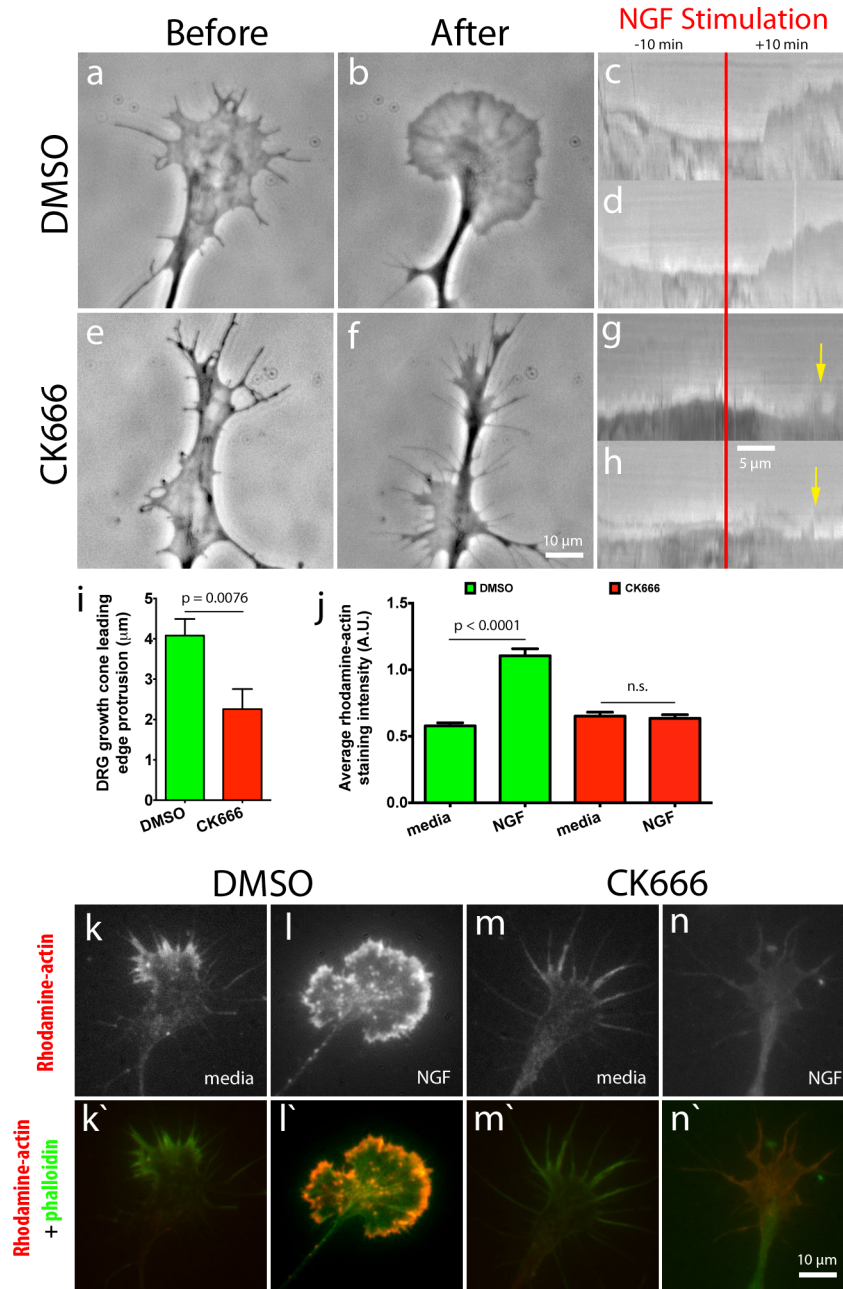 Before
After
NGF Stimulation
-10 min
+10 min
DMSO
a
b
c
d
CK666
e
f
g
h
5 µm
10 µm
i
p = 0.0076
DRG growth cone leading
edge protrusion (µm)
5
4
3
2
1
0
DMSO
CK666
j
DMSO
CK666
p < 0.0001
n.s.
Average rhodamine-actin
staining intensity (A.U.)
1.5
1.0
0.5
0.0
media
NGF
media
NGF
DMSO
CK666
Rhodamine-actin
k
media
l
NGF
m
media
n
NGF
Rhodamine-actin
+ phalloidin
k`
l`
m`
n`
10 µm